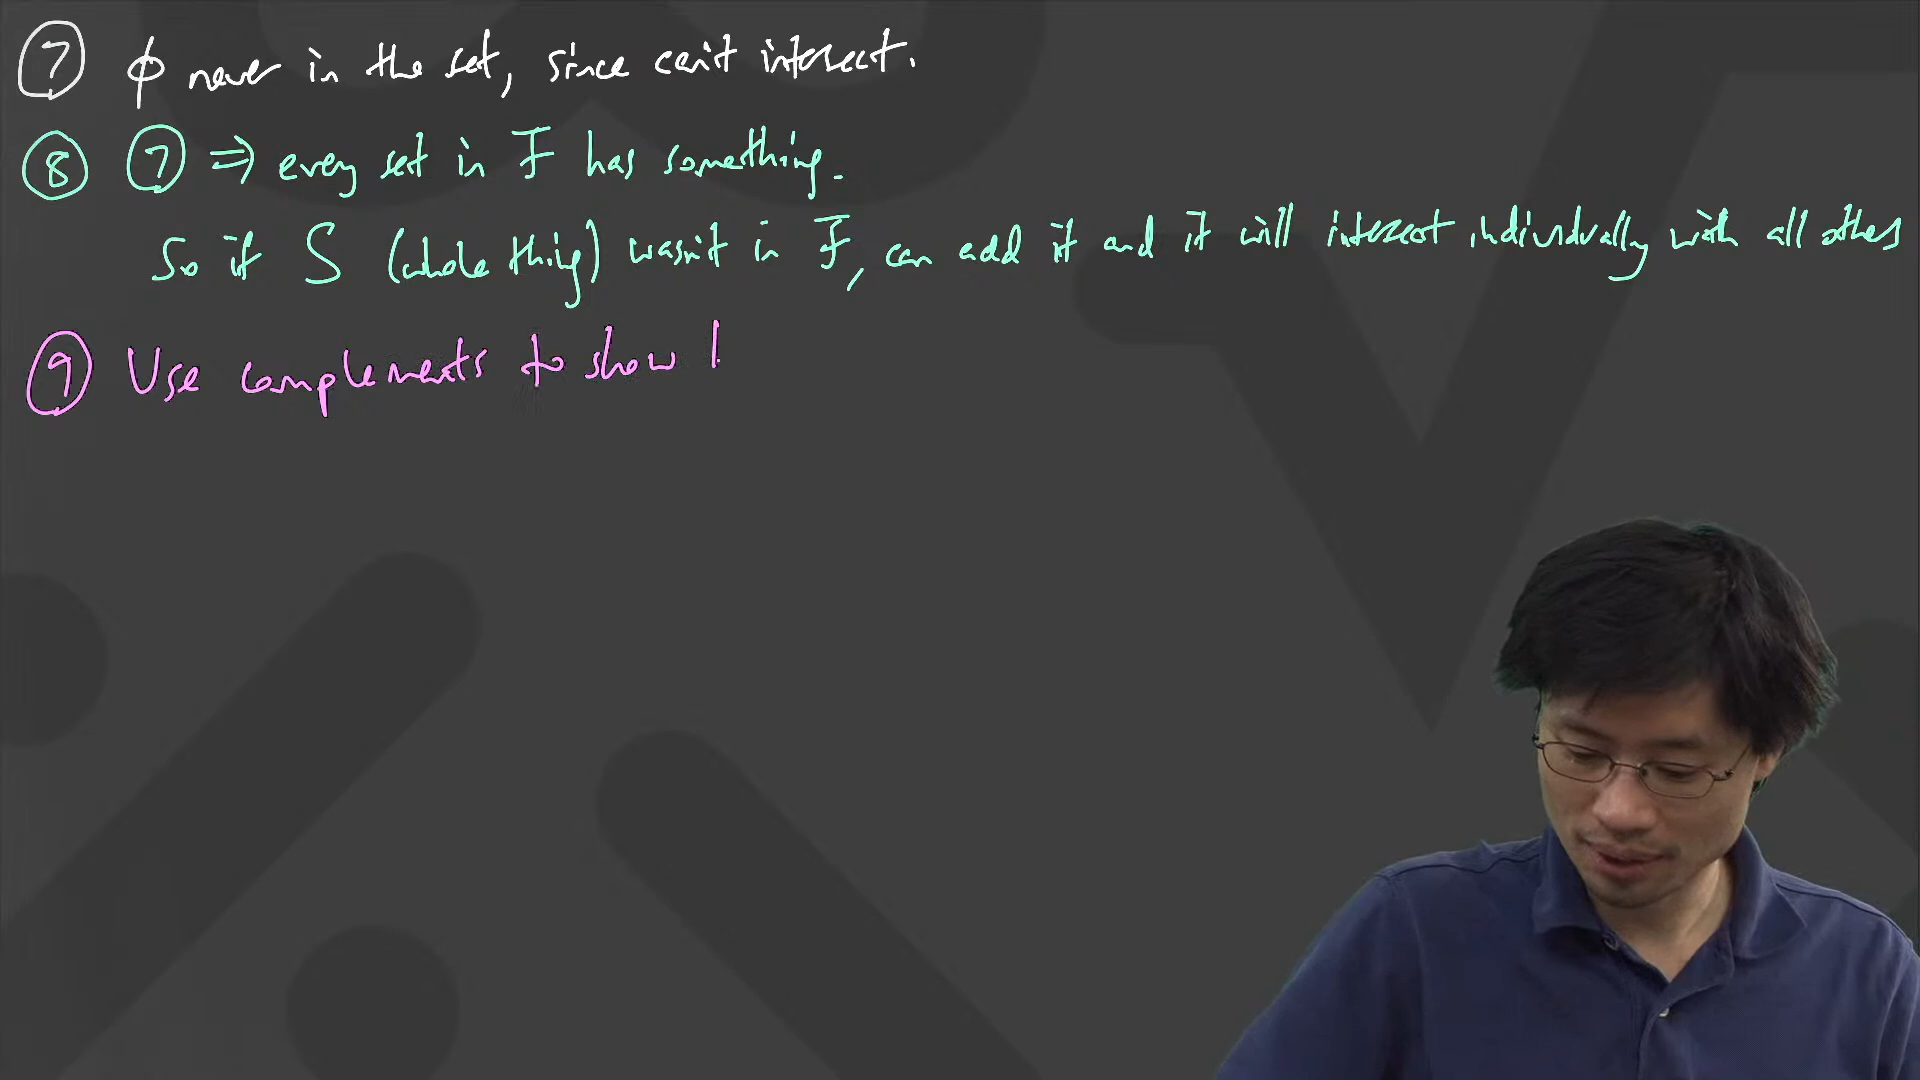 ⑦ ϕ never in the set, since can't intersect.
⑧ ⑦ ⇒ every set in F has something.
So if S (whole thing) wasn't in F, can add it and it will intersect individually with all others
⑨ Use complements to show